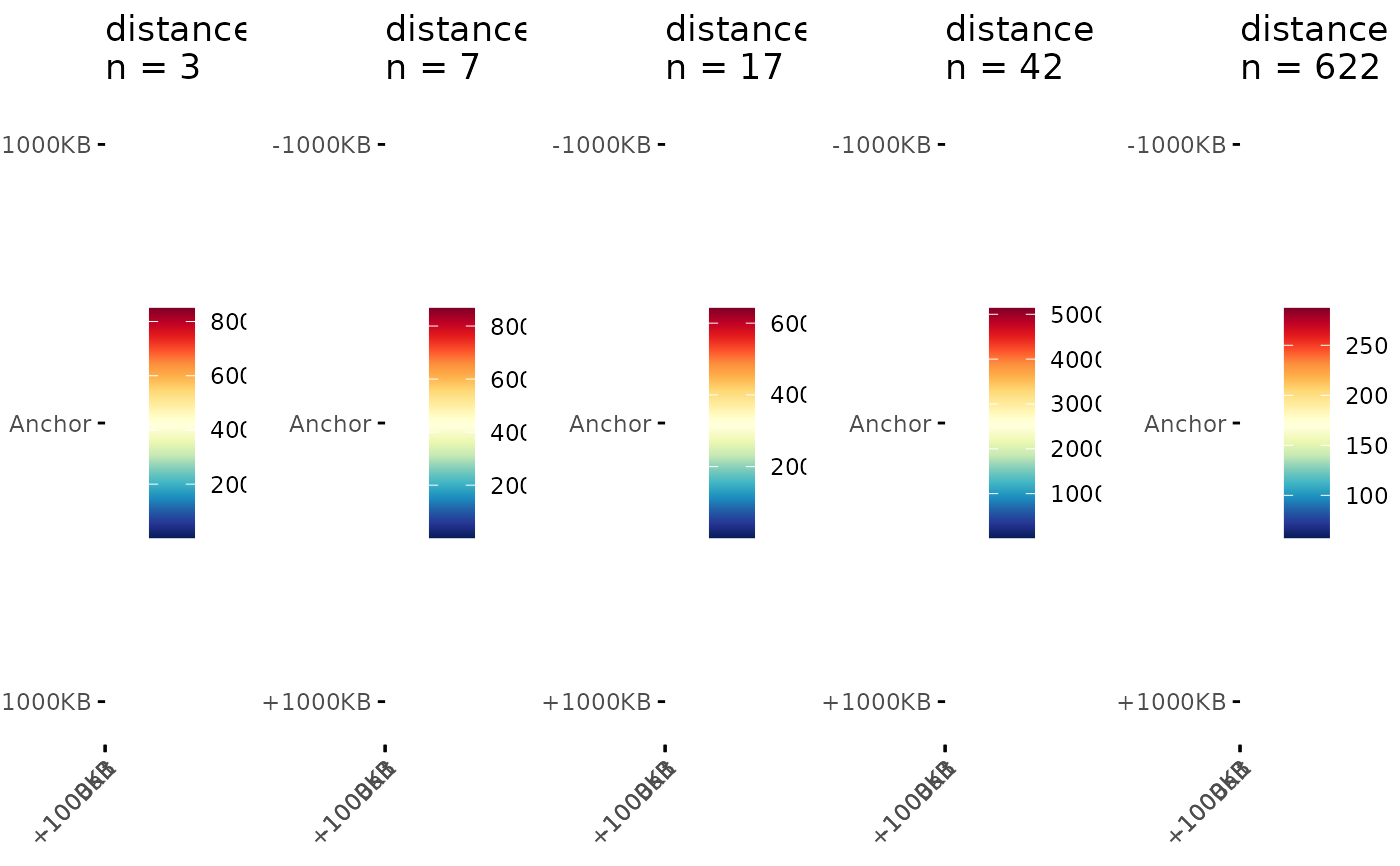 distance
n = 3
distance
n = 7
distance
n = 17
distance
n = 42
distance
n = 622
1000KB
-1000KB
-1000KB
-1000KB
-1000KB
800
600
400
200
800
600
400
200
600
400
200
5000
4000
3000
2000
1000
250
200
150
100
Anchor
Anchor
Anchor
Anchor
Anchor
1000KB
+1000KB
+1000KB
+1000KB
+1000KB